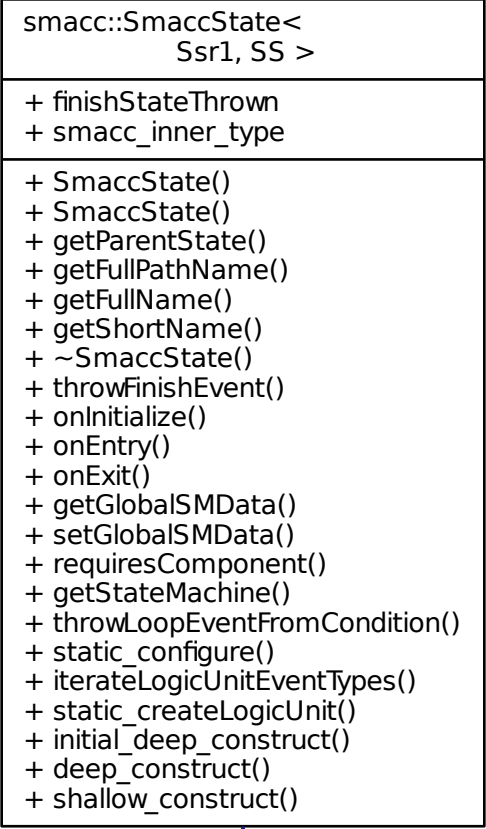 smacc::SmaccState<
Ssr1, SS >
+ finishStateThrown
+ smacc_inner_type
+ SmaccState()
+ SmaccState()
+ getParentState()
+ getFullPathName()
+ getFullName()
+ getShortName()
+ ~SmaccState()
+ throwFinishEvent()
+ onInitialize()
+ onEntry()
+ onExit()
+ getGlobalSMData()
+ setGlobalSMData()
+ requiresComponent()
+ getStateMachine()
+ throwLoopEventFromCondition()
+ static_configure()
+ iterateLogicUnitEventTypes()
+ static_createLogicUnit()
+ initial_deep_construct()
+ deep_construct()
+ shallow_construct()